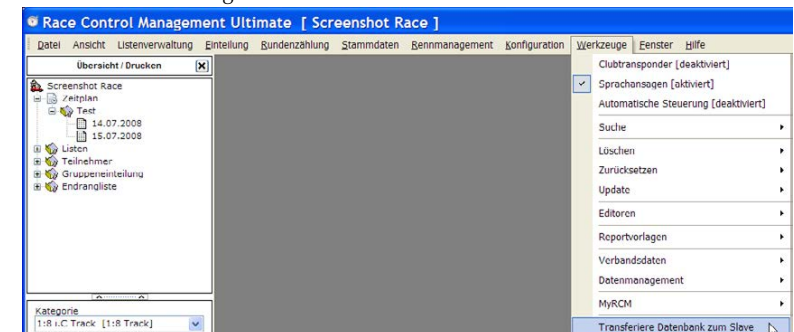 Race Control Management Ultimate [ Screenshot Race ]
Datei Ansicht Listenverwaltung Einteilung Rundenzählung Stammdaten Rennmanagement Konfiguration Werkzeuge Fenster Hilfe
Übersicht / Drucken
Screenshot Race
Zeitplan
Test
14.07.2008
15.07.2008
Listen
Teilnehmer
Gruppeneinteilung
Endrangliste
Kategorie
1:8 I.C Track [1:8 Track]
Clubtransponder [deaktiviert]
Sprachansagen [aktiviert]
Automatische Steuerung [deaktiviert]
Suche
Löschen
Zurücksetzen
Update
Editoren
Reportvorlagen
Verbandsdaten
Datenmanagement
MyRCM
Transferiere Datenbank zum Slave